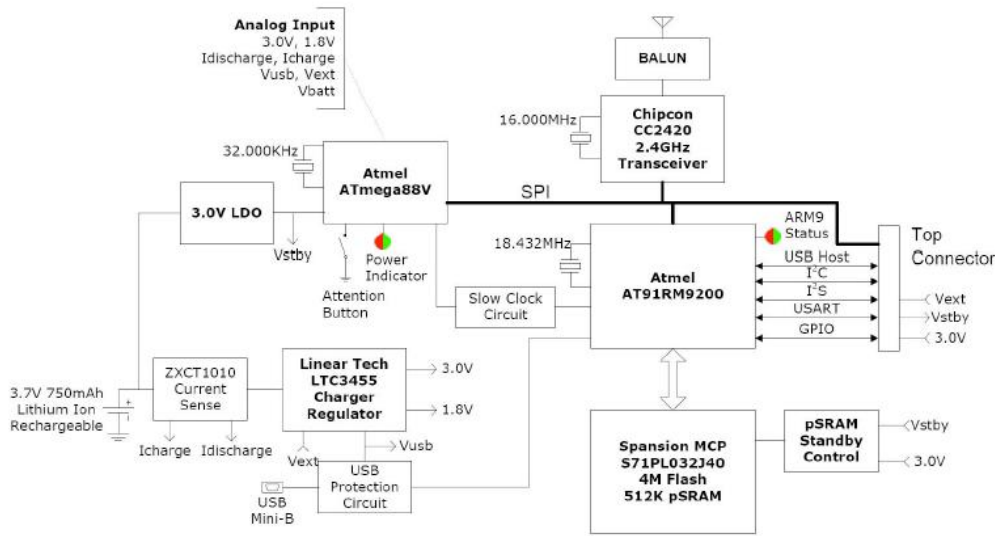 Analog Input
3.0V, 1.8V
Idischarge, Icharge
Vusb, Vext
Vbatt
BALUN
16.000MHz
Chipcon
CC2420
2.4GHz
Transceiver
32.000KHz
Atmel
ATmega88V
SPI
3.0V LDO
Vstby
Power
Indicator
Attention
Button
18.432MHz
Slow Clock
Circuit
Atmel
AT91RM9200
ARM9
Status
USB Host
I²C
I²S
USART
GPIO
Top
Connector
Vext
Vstby
3.0V
3.7V 750mAh
Lithium Ion
Rechargeable
+
ZXCT1010
Current
Sense
Icharge
Idischarge
Linear Tech
LTC3455
Charger
Regulator
3.0V
1.8V
Vext
Vusb
USB
Protection
Circuit
USB
Mini-B
Spansion MCP
S71PL032J40
4M Flash
512K pSRAM
pSRAM
Standby
Control
Vstby
3.0V